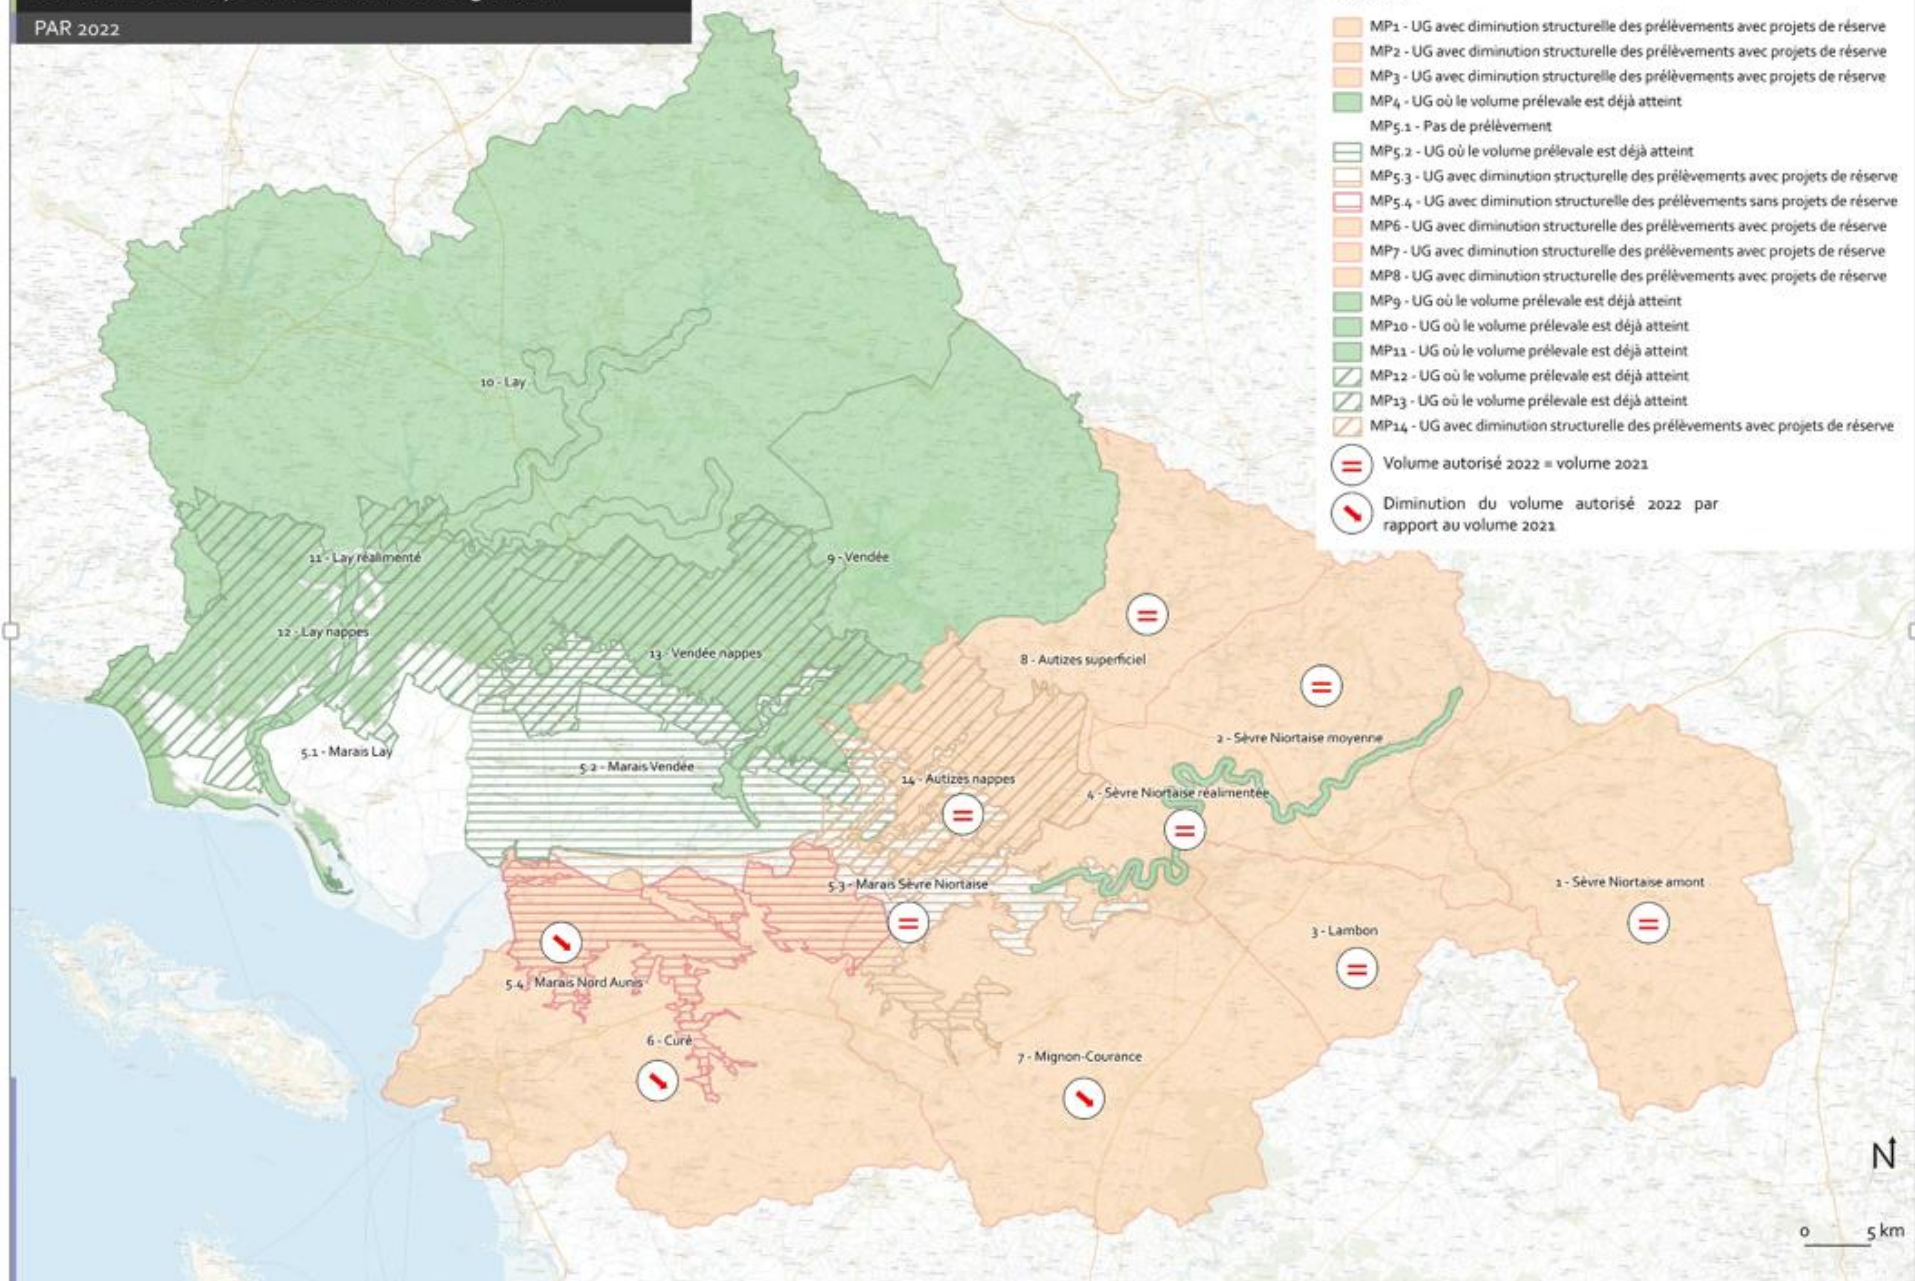 PAR 2022
MP1 - UG avec diminution structurelle des prélèvements avec projets de réserve
MP2 - UG avec diminution structurelle des prélèvements avec projets de réserve
MP3 - UG avec diminution structurelle des prélèvements avec projets de réserve
MP4 - UG où le volume prélevale est déjà atteint
MP5.1 - Pas de prélèvement
MP5.2 - UG où le volume prélevale est déjà atteint
MP5.3 - UG avec diminution structurelle des prélèvements avec projets de réserve
MP5.4 - UG avec diminution structurelle des prélèvements sans projets de réserve
MP6 - UG avec diminution structurelle des prélèvements avec projets de réserve
MP7 - UG avec diminution structurelle des prélèvements avec projets de réserve
MP8 - UG avec diminution structurelle des prélèvements avec projets de réserve
MP9 - UG où le volume prélevale est déjà atteint
MP10 - UG où le volume prélevale est déjà atteint
MP11 - UG où le volume prélevale est déjà atteint
MP12 - UG où le volume prélevale est déjà atteint
MP13 - UG où le volume prélevale est déjà atteint
MP14 - UG avec diminution structurelle des prélèvements avec projets de réserve
Volume autorisé 2022 = volume 2021
Diminution du volume autorisé 2022 par
rapport au volume 2021
10 - Lay
11 - Lay réalimenté
9 - Vendée
12 - Lay nappes
13 - Vendée nappes
8 - Autizes superficiel
5.1 - Marais Lay
5.2 - Marais Vendée
2 - Sèvre Niortaise moyenne
14 - Autizes nappes
4 - Sèvre Niortaise réalimentée
5.3 - Marais Sèvre Niortaise
1 - Sèvre Niortaise amont
3 - Lambon
5.4 - Marais Nord Aunis
6 - Curé
7 - Mignon-Courance
N
0 5 km